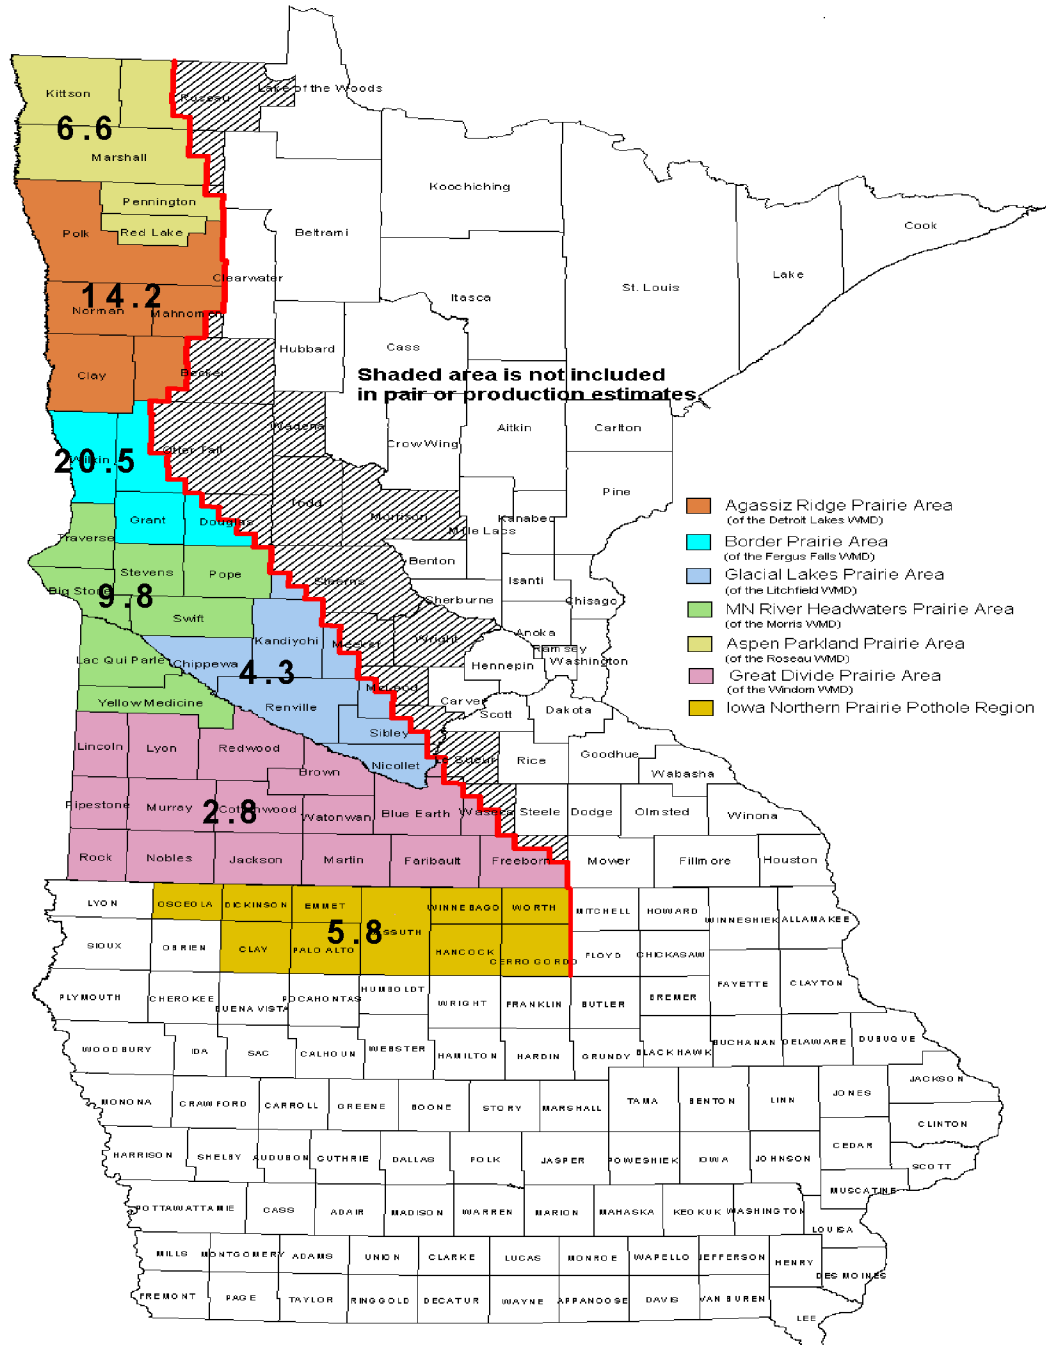 Lake of the Woods
Kittson
Roseau
6.6
Marshall
Koochiching
Pennington
Cook
Polk
Red Lake
Beltrami
Clearwater
Lake
St. Louis
14.2
Itasca
Norman
Mahnomen
Hubbard
Cass
Clay
Becker
Shaded area is not included
in pair or production estimates.
Wadena
Aitkin
Carlton
Crow Wing
Otter Tail
20.5
Wilkin
Pine
Todd
Morrison
Grant
Douglas
Kanabec
Mille Lacs
Traverse
Benton
Stevens
Pope
Stearns
Isanti
Big Stone
9.8
Sherburne
Chisago
Swift
Anoka
Kandiyohi
Meeker
Wright
Ramsey
Washington
Hennepin
Lac Qui Parle
Chippewa
4.3
McLeod
Carver
Yellow Medicine
Renville
Scott
Dakota
Sibley
Lincoln
Lyon
Redwood
Nicollet
Le Sueur
Rice
Goodhue
Wabasha
Brown
Pipestone
Murray
Cottonwood
2.8
Watonwan
Blue Earth
Waseca
Steele
Dodge
Olmsted
Winona
Rock
Nobles
Jackson
Martin
Faribault
Freeborn
Mower
Fillmore
Houston
Agassiz Ridge Prairie Area
(of the Detroit Lakes WMD)
Border Prairie Area
(of the Fergus Falls WMD)
Glacial Lakes Prairie Area
(of the Litchfield WMD)
MN River Headwaters Prairie Area
(of the Morris WMD)
Aspen Parkland Prairie Area
(of the Roseau WMD)
Great Divide Prairie Area
(of the Windom WMD)
Iowa Northern Prairie Pothole Region
LYON
OSCEOLA
DICKINSON
EMMET
WINNEBAGO
WORTH
MITCHELL
HOWARD
WINNESHIEK
ALLAMAKEE
5.8
SIOUX
OBRIEN
CLAY
PALO ALTO
KOSSUTH
HANCOCK
CERRO GORDO
FLOYD
CHICKASAW
PLYMOUTH
CHEROKEE
BUENA VISTA
POCAHONTAS
HUMBOLDT
WRIGHT
FRANKLIN
BUTLER
BREMER
FAYETTE
CLAYTON
WOODBURY
IDA
SAC
CALHOUN
WEBSTER
HAMILTON
HARDIN
GRUNDY
BLACK HAWK
BUCHANAN
DELAWARE
DUBUQUE
MONONA
CRAWFORD
CARROLL
GREENE
BOONE
STORY
MARSHALL
TAMA
BENTON
LINN
JONES
JACKSON
CLINTON
HARRISON
SHELBY
AUDUBON
GUTHRIE
DALLAS
POLK
JASPER
POWESHIEK
IOWA
JOHNSON
CEDAR
SCOTT
MUSCATINE
POTTAWATTAMIE
CASS
ADAIR
MADISON
WARREN
MARION
MAHASKA
KEOKUK
WASHINGTON
LOUISA
MILLS
MONTGOMERY
ADAMS
UNION
CLARKE
LUCAS
MONROE
WAPELLO
JEFFERSON
HENRY
DES MOINES
FREMONT
PAGE
TAYLOR
RINGGOLD
DECATUR
WAYNE
APPANOOSE
DAVIS
VAN BUREN
LEE